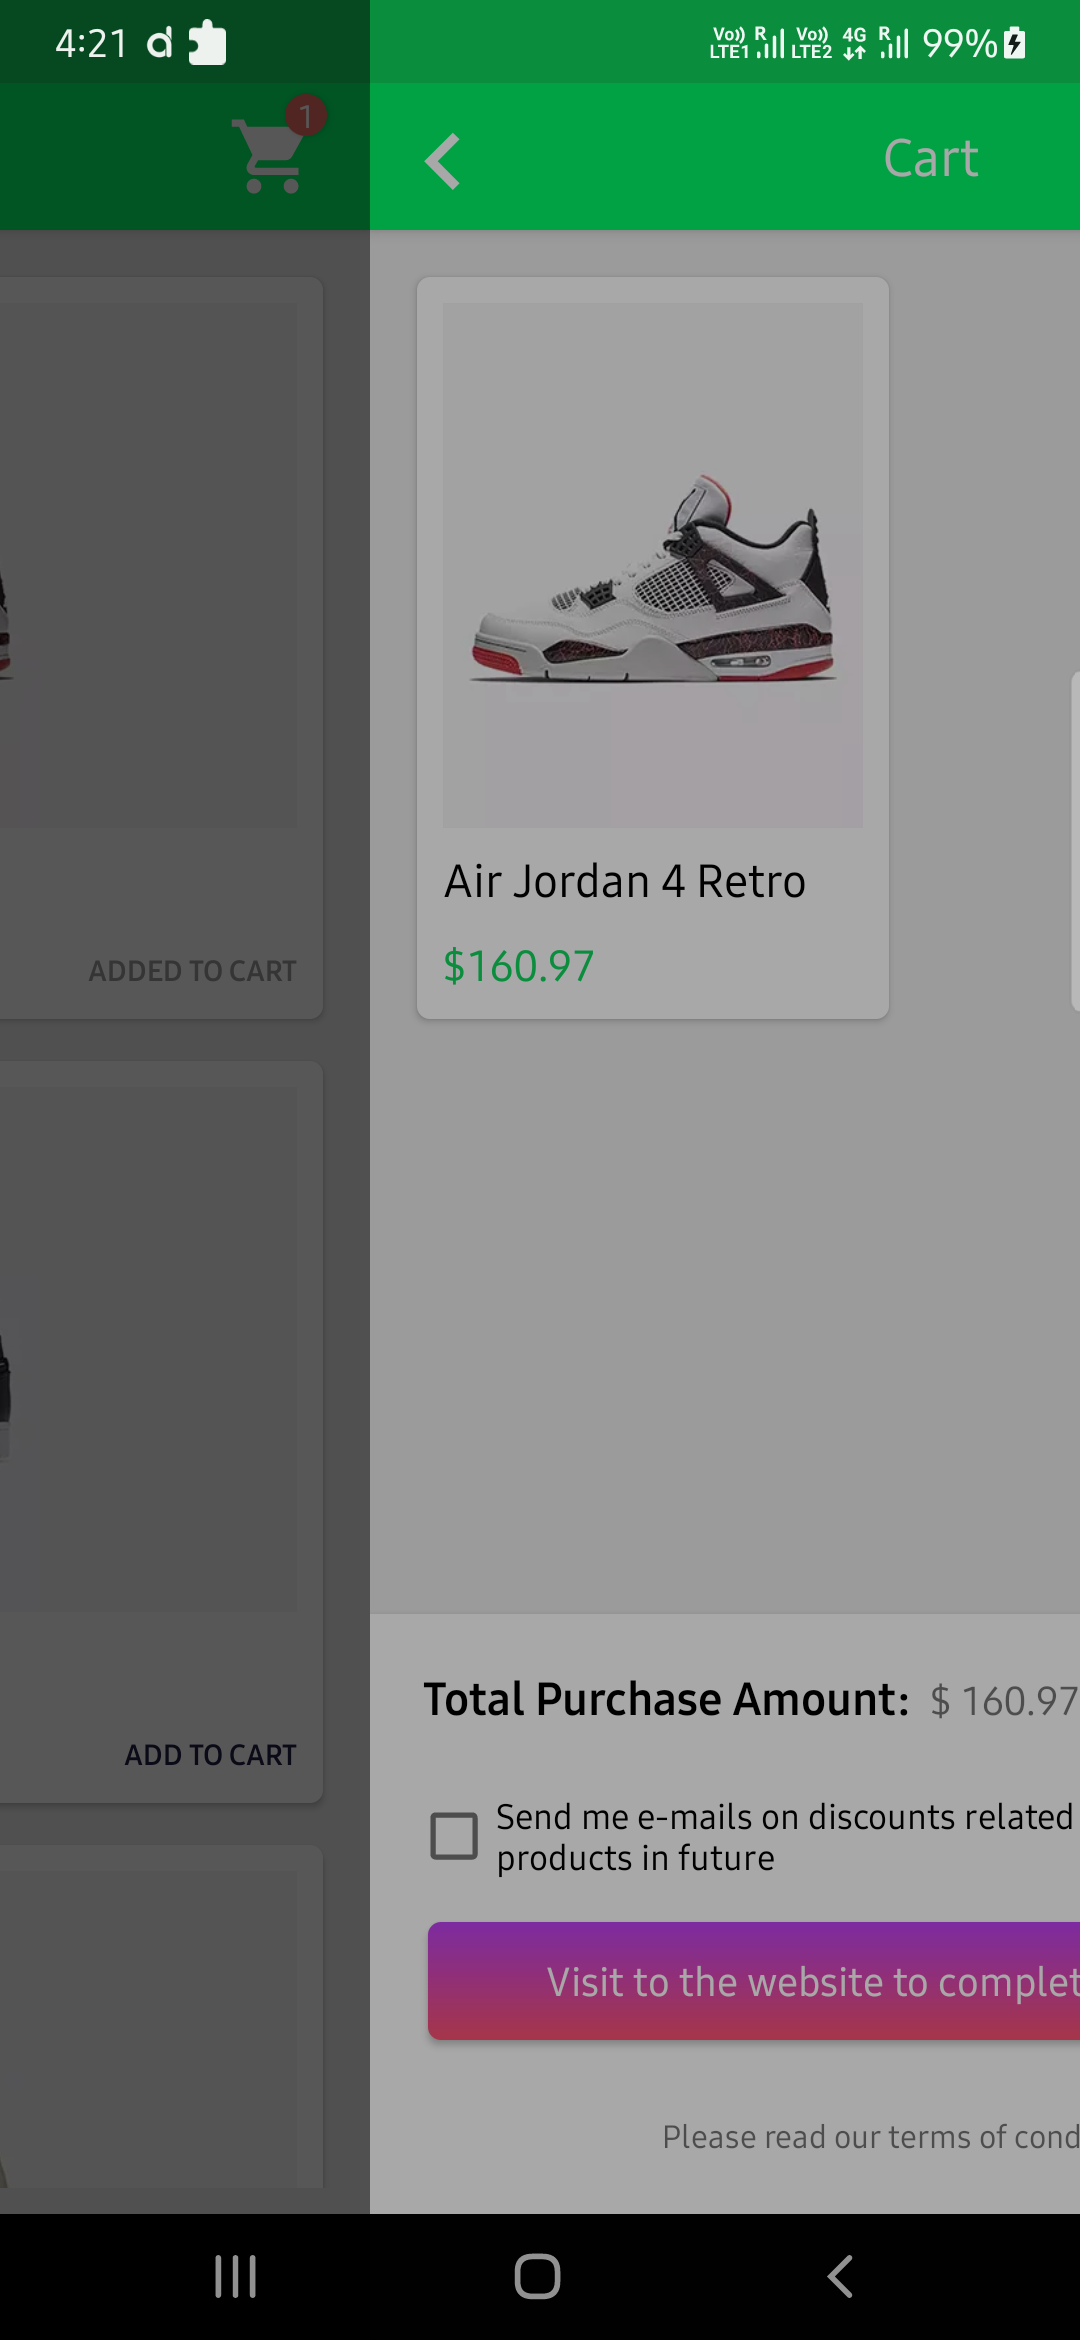 4:21
Vo)) R Vo)) 4G R 99%
LTE1 LTE2
1
Cart
Air Jordan 4 Retro
$160.97
ADDED TO CART
ADD TO CART
Total Purchase Amount: $ 160.97
Send me e-mails on discounts related
products in future
Visit to the website to complet
Please read our terms of cond